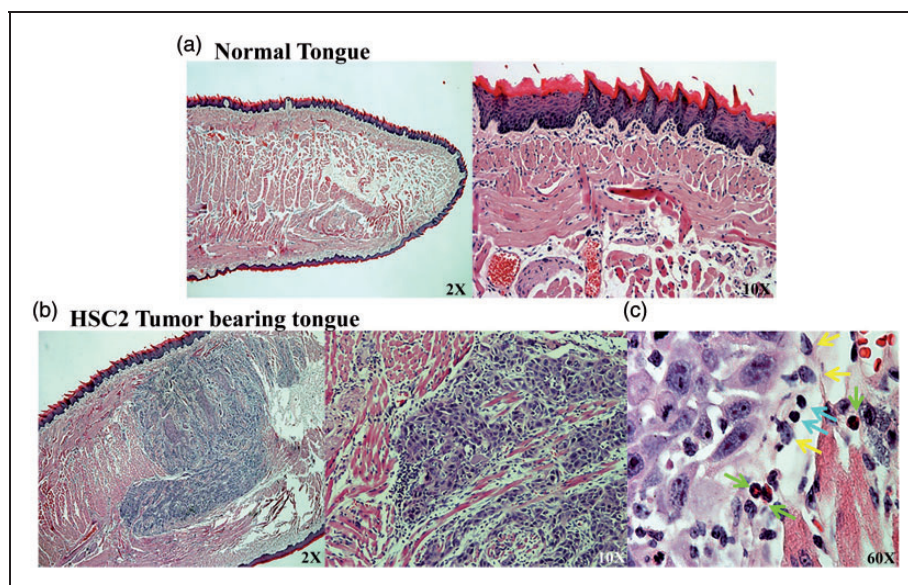 (a) Normal Tongue
2X
10X
(b) HSC2 Tumor bearing tongue
(c)
2X
10X
60X